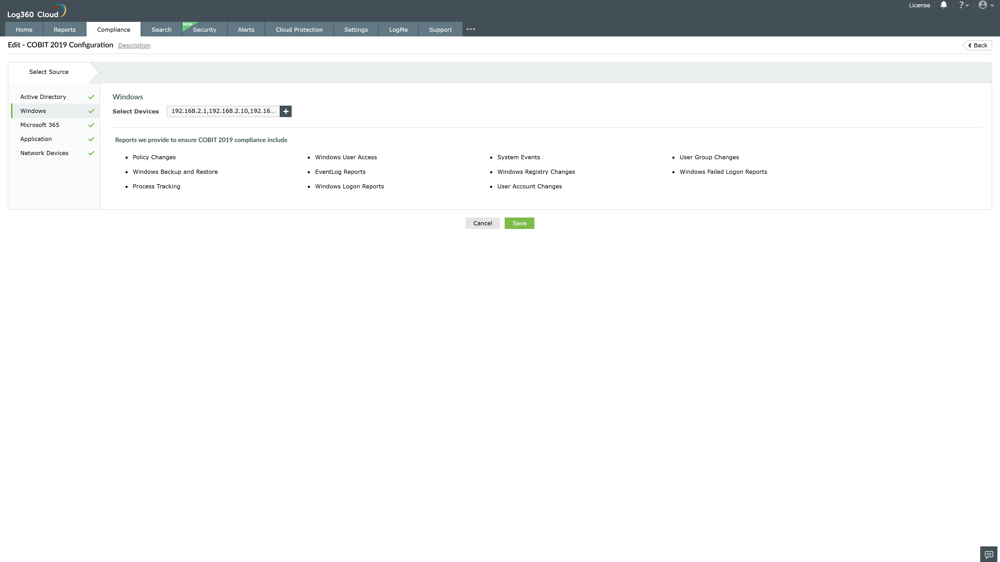 Log360 Cloud
License
?
Home
Reports
Compliance
Search
NEW
Security
Alerts
Cloud Protection
Settings
LogMe
Support
Edit - COBIT 2019 Configuration
Description
Back
Select Source
Active Directory
Windows
Microsoft 365
Application
Network Devices
Windows
Select Devices
192.168.2.1,192.168.2.10,192.16...
Reports we provide to ensure COBIT 2019 compliance include
Policy Changes
Windows User Access
System Events
User Group Changes
Windows Backup and Restore
EventLog Reports
Windows Registry Changes
Windows Failed Logon Reports
Process Tracking
Windows Logon Reports
User Account Changes
Cancel
Save